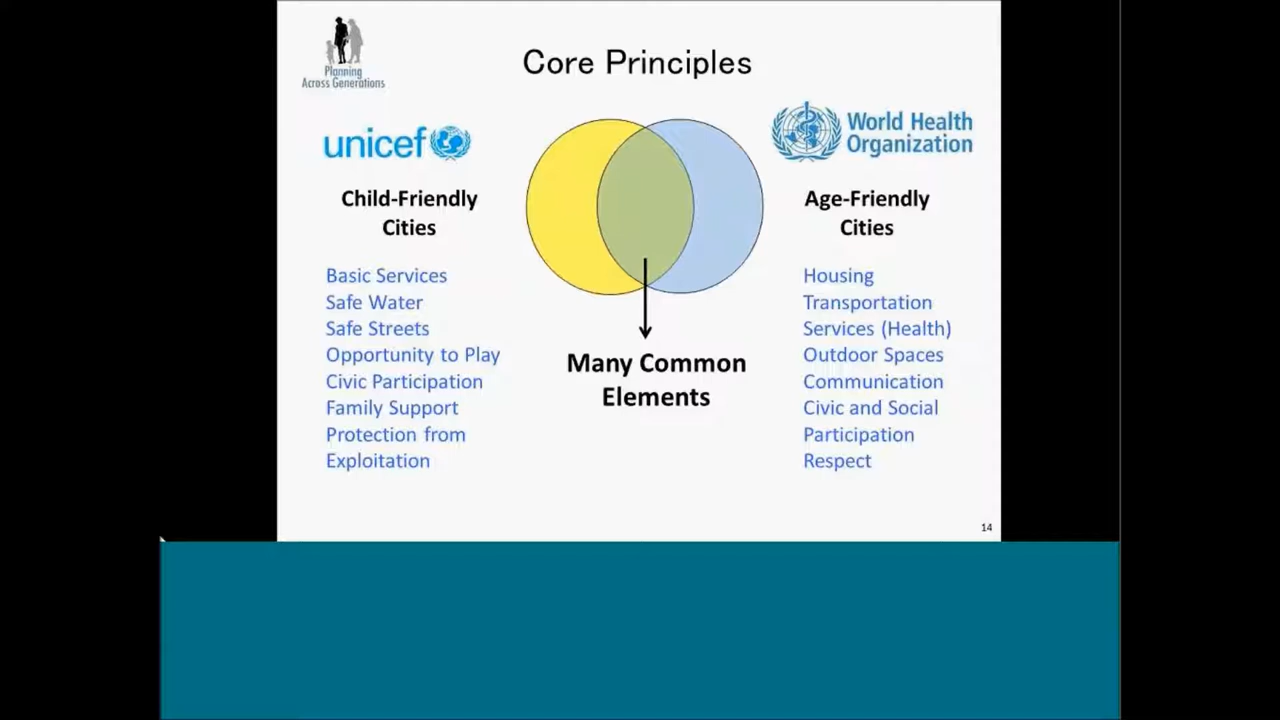 Planning
Across Generations
Core Principles
unicef
World Health
Organization
Child-Friendly
Cities
Age-Friendly
Cities
Basic Services
Safe Water
Safe Streets
Opportunity to Play
Civic Participation
Family Support
Protection from
Exploitation
Many Common
Elements
Housing
Transportation
Services (Health)
Outdoor Spaces
Communication
Civic and Social
Participation
Respect
14